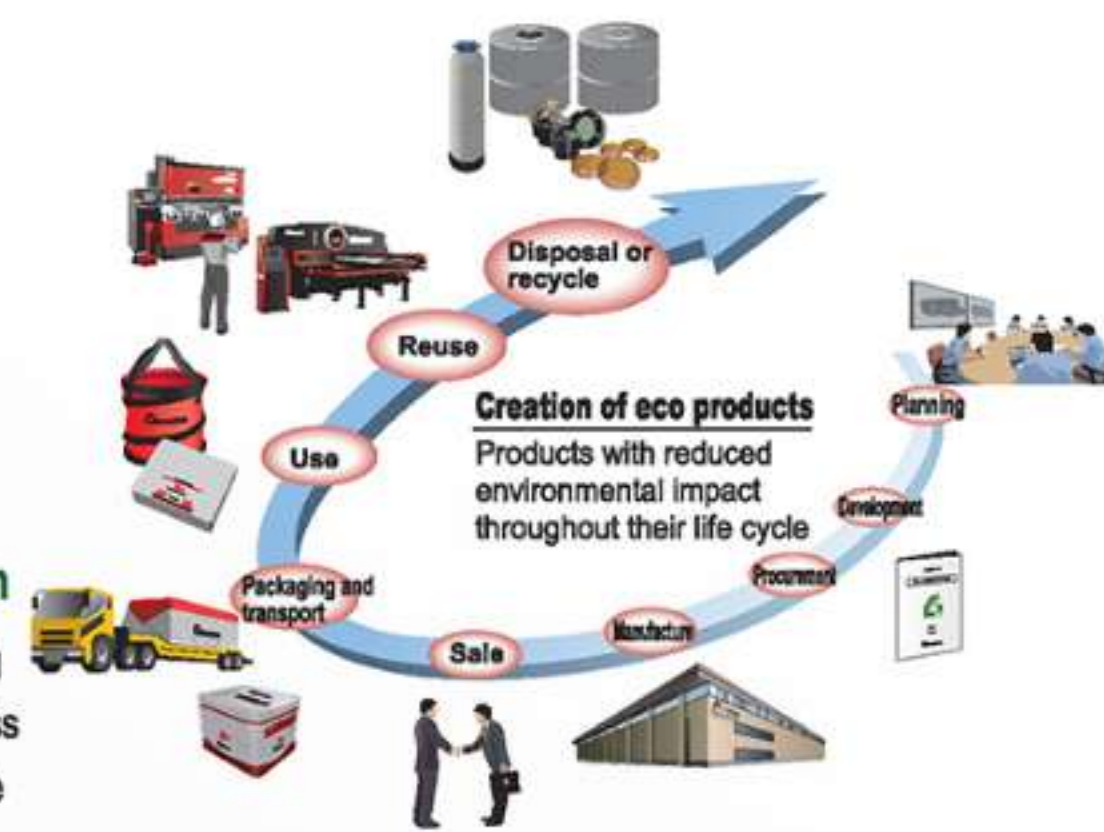 Disposal or
recycle
Reuse
Creation of eco products
Planning
Products with reduced
environmental impact
throughout their life cycle
Use
Development
Procurement
Packaging and
transport
Manufacture
Sale